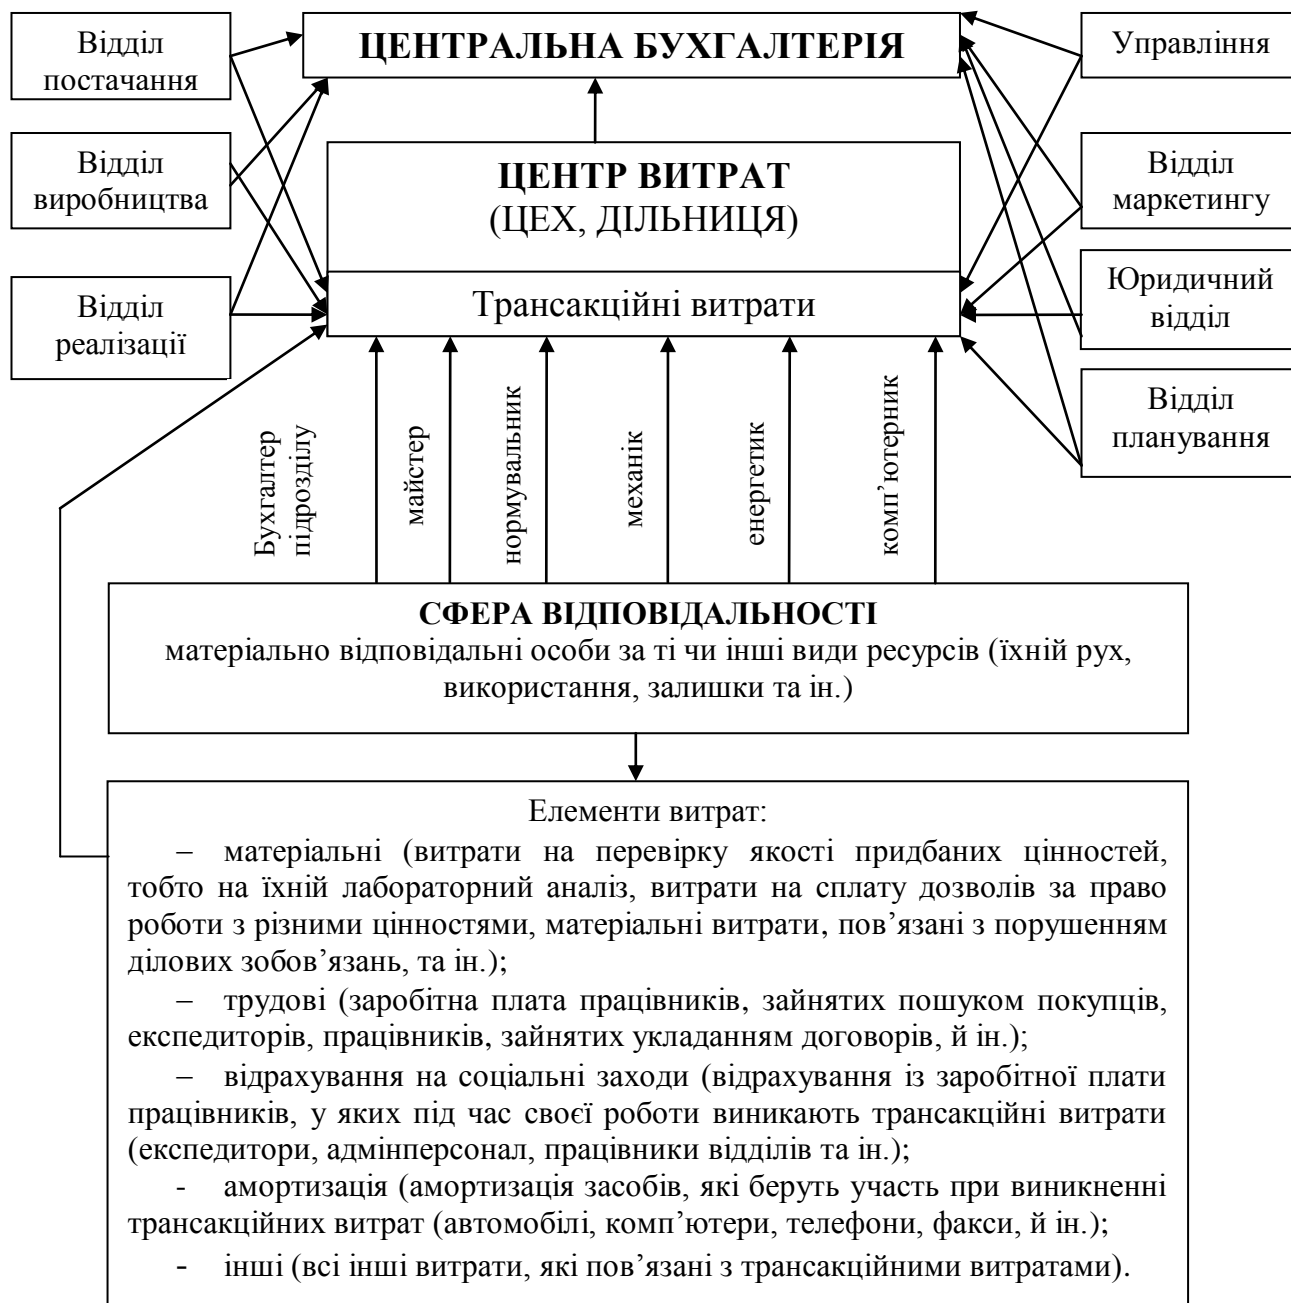 Відділ
постачання
ЦЕНТРАЛЬНА БУХГАЛТЕРІЯ
Управління
Відділ
виробництва
ЦЕНТР ВИТРАТ
(ЦЕХ, ДІЛЬНИЦЯ)
Відділ
маркетингу
Відділ
реалізації
Трансакційні витрати
Юридичний
відділ
Відділ
планування
Бухгалтер
підрозділу
майстер
нормувальник
механік
енергетик
комп’ютерник
СФЕРА ВІДПОВІДАЛЬНОСТІ
матеріально відповідальні особи за ті чи інші види ресурсів (їхній рух,
використання, залишки та ін.)
Елементи витрат:
– матеріальні (витрати на перевірку якості придбаних цінностей,
тобто на їхній лабораторний аналіз, витрати на сплату дозволів за право
роботи з різними цінностями, матеріальні витрати, пов’язані з порушенням
ділових зобов’язань, та ін.);
– трудові (заробітна плата працівників, зайнятих пошуком покупців,
експедиторів, працівників, зайнятих укладанням договорів, й ін.);
– відрахування на соціальні заходи (відрахування із заробітної плати
працівників, у яких під час своєї роботи виникають трансакційні витрати
(експедитори, адмінперсонал, працівники відділів та ін.);
- амортизація (амортизація засобів, які беруть участь при виникненні
трансакційних витрат (автомобілі, комп’ютери, телефони, факси, й ін.);
- інші (всі інші витрати, які пов’язані з трансакційними витратами).